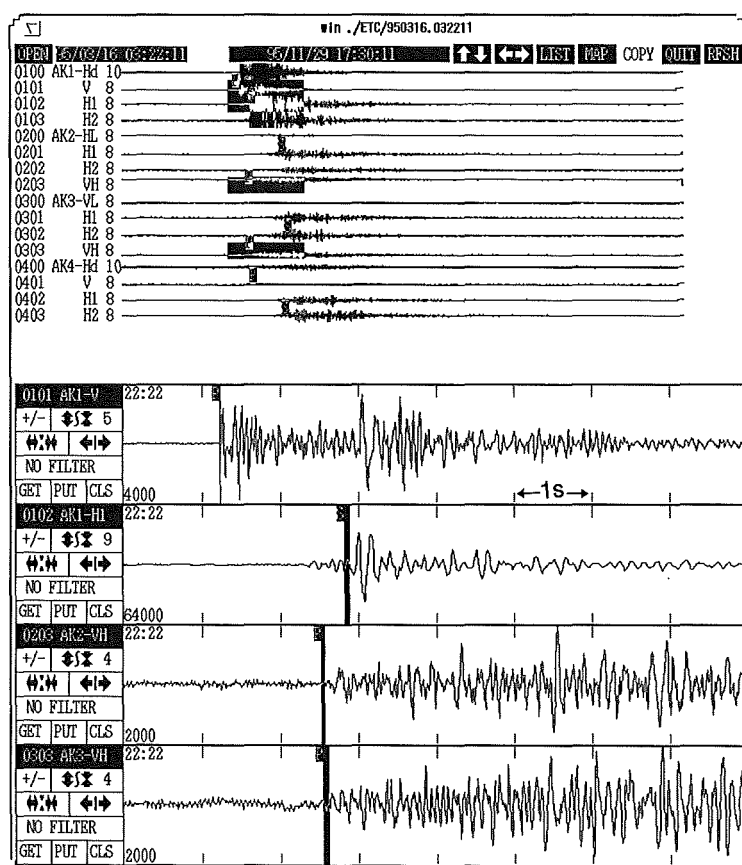 win ./ETC/950316.032211
OPEN 95/03/16 03:22:11 95/11/29 17:30:11 LIST MAP COPY QUIT RFSH
0100 AK1-Hd 10
0101 V 8
0102 H1 8
0103 H2 8
0200 AK2-HL 8
0201 H1 8
0202 H2 8
0203 VH 8
0300 AK3-VL 8
0301 H1 8
0302 H2 8
0303 VH 8
0400 AK4-Hd 10
0401 V 8
0402 H1 8
0403 H2 8
0101 AK1-V 22:22
+/- 5
NO FILTER
GET PUT CLS 4000
1s
0102 AK1-H1 22:22
+/- 9
NO FILTER
GET PUT CLS 64000
0203 AK2-VH 22:22
+/- 4
NO FILTER
GET PUT CLS 2000
0303 AK3-VH 22:22
+/- 4
NO FILTER
GET PUT CLS 2000